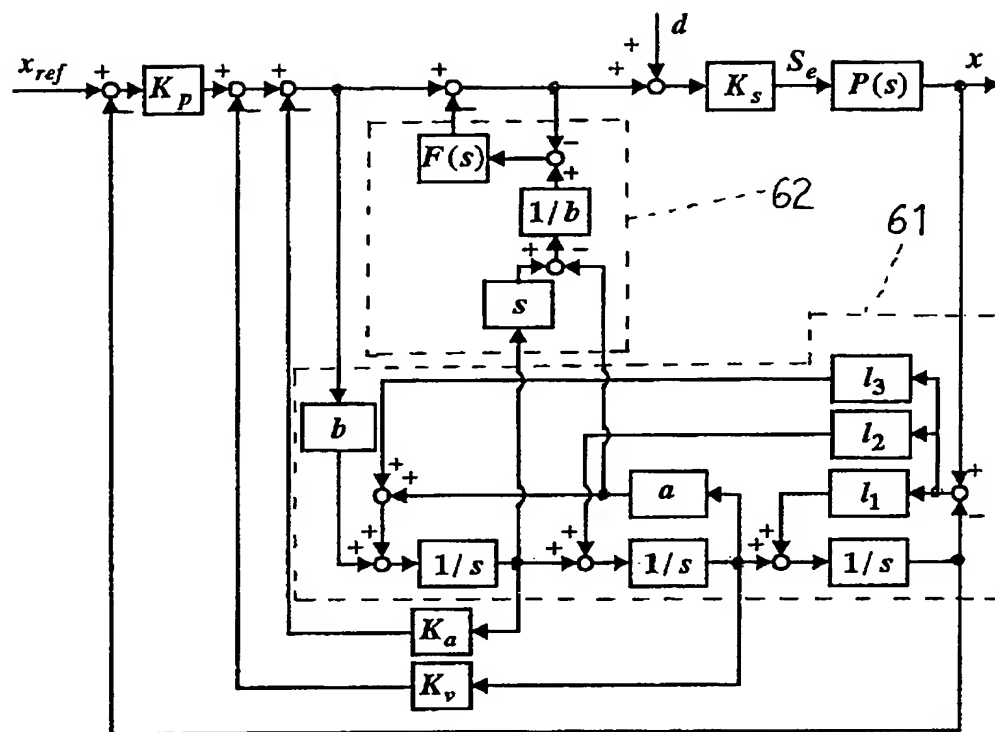 x_ref + − K_p + − + − + − + + d K_s S_e P(s) x
F(s) − +
1/b
62
+ −
s
61
l_3
b
l_2
+ +
a
l_1
+ −
+ + 1/s + + 1/s + + 1/s
K_a
K_v